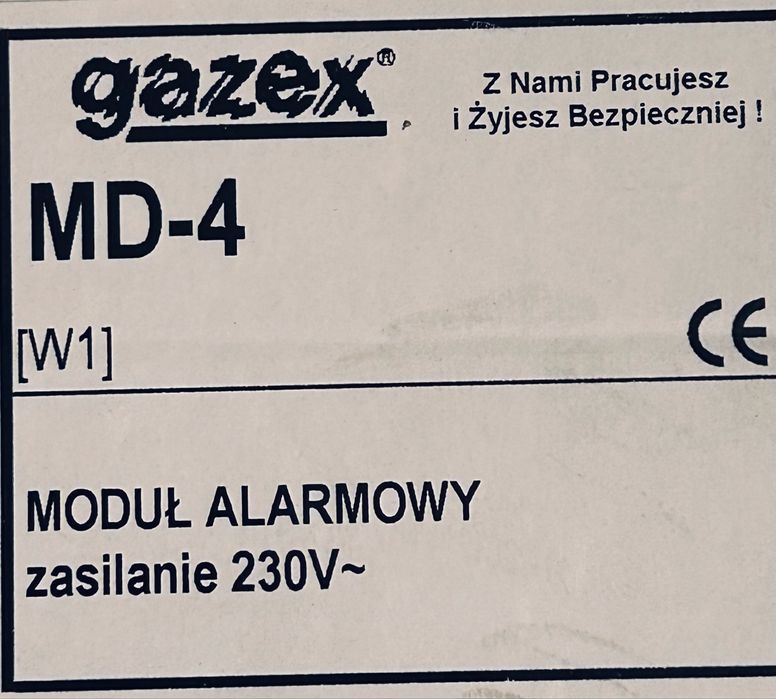 gazex®
Z Nami Pracujesz
i Żyjesz Bezpieczniej !
MD-4
[W1]
CE
MODUŁ ALARMOWY
zasilanie 230V~